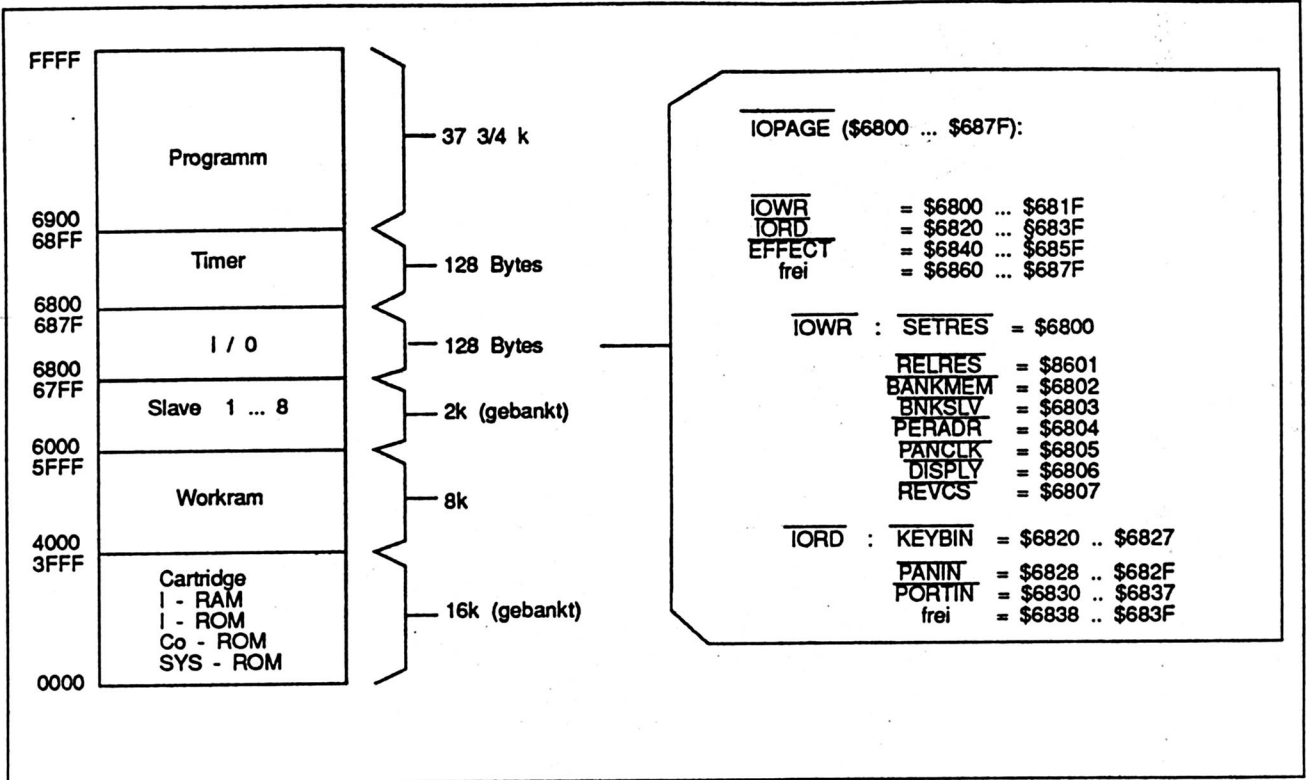 FFFF
Programm
37 3/4 k
6900
68FF
Timer
128 Bytes
6800
687F
I / 0
128 Bytes
6800
67FF
Slave 1 ... 8
2k (gebankt)
6000
5FFF
Workram
8k
4000
3FFF
Cartridge
I - RAM
I - ROM
Co - ROM
SYS - ROM
16k (gebankt)
0000
IOPAGE ($6800 ... $687F):
IOWR = $6800 ... $681F
IORD = $6820 ... §683F
EFFECT = $6840 ... $685F
frei = $6860 ... $687F
IOWR : SETRES = $6800
RELRES = $8601
BANKMEM = $6802
BNKSLV = $6803
PERADR = $6804
PANCLK = $6805
DISPLY = $6806
REVCS = $6807
IORD : KEYBIN = $6820 .. $6827
PANIN = $6828 .. $682F
PORTIN = $6830 .. $6837
frei = $6838 .. $683F